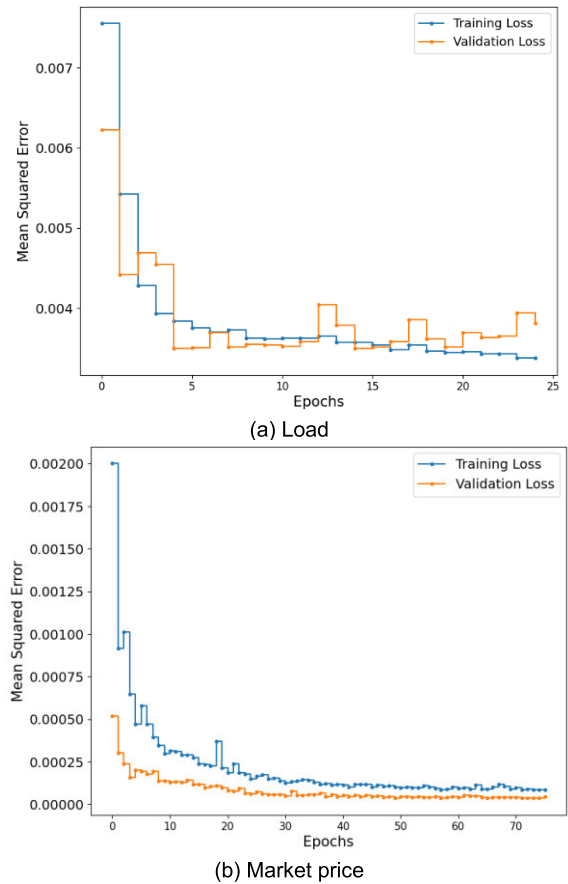 Training Loss
Validation Loss
0.007
0.006
0.005
0.004
Mean Squared Error
0 5 10 15 20 25
Epochs
(a) Load
Training Loss
Validation Loss
0.00200
0.00175
0.00150
0.00125
0.00100
0.00075
0.00050
0.00025
0.00000
Mean Squared Error
0 10 20 30 40 50 60 70
Epochs
(b) Market price